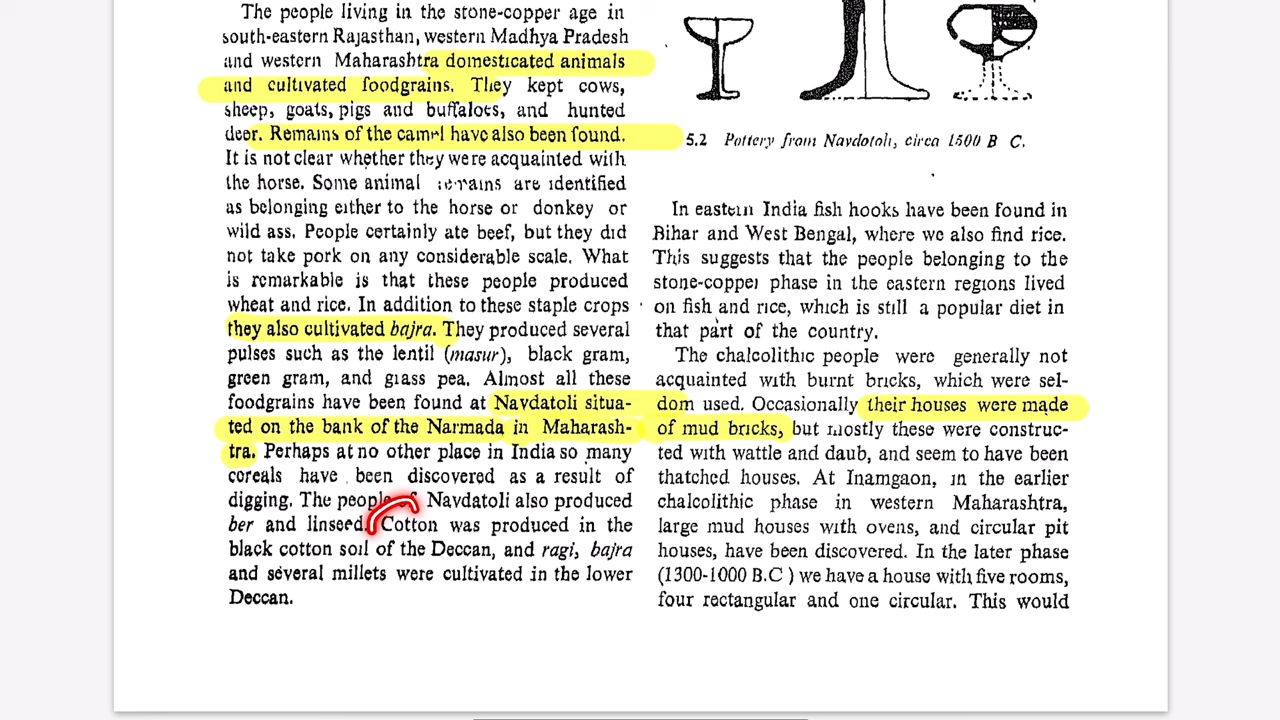 The people living in the stone-copper age in
south-eastern Rajasthan, western Madhya Pradesh
and western Maharashtra domesticated animals
and cultivated foodgrains. They kept cows,
sheep, goats, pigs and buffaloes, and hunted
deer. Remains of the camel have also been found.
It is not clear whether they were acquainted with
the horse. Some animal remains are identified
as belonging either to the horse or donkey or
wild ass. People certainly ate beef, but they did
not take pork on any considerable scale. What
is remarkable is that these people produced
wheat and rice. In addition to these staple crops
they also cultivated bajra. They produced several
pulses such as the lentil (masur), black gram,
green gram, and grass pea. Almost all these
foodgrains have been found at Navdatoli situa-
ted on the bank of the Narmada in Maharash-
tra. Perhaps at no other place in India so many
cereals have been discovered as a result of
digging. The people of Navdatoli also produced
ber and linseed. Cotton was produced in the
black cotton soil of the Deccan, and ragi, bajra
and several millets were cultivated in the lower
Deccan.
5.2 Pottery from Navdotoli, circa 1500 B C.
In eastern India fish hooks have been found in
Bihar and West Bengal, where we also find rice.
This suggests that the people belonging to the
stone-copper phase in the eastern regions lived
on fish and rice, which is still a popular diet in
that part of the country.
The chalcolithic people were generally not
acquainted with burnt bricks, which were sel-
dom used. Occasionally their houses were made
of mud bricks, but mostly these were construc-
ted with wattle and daub, and seem to have been
thatched houses. At Inamgaon, in the earlier
chalcolithic phase in western Maharashtra,
large mud houses with ovens, and circular pit
houses, have been discovered. In the later phase
(1300-1000 B.C ) we have a house with five rooms,
four rectangular and one circular. This would